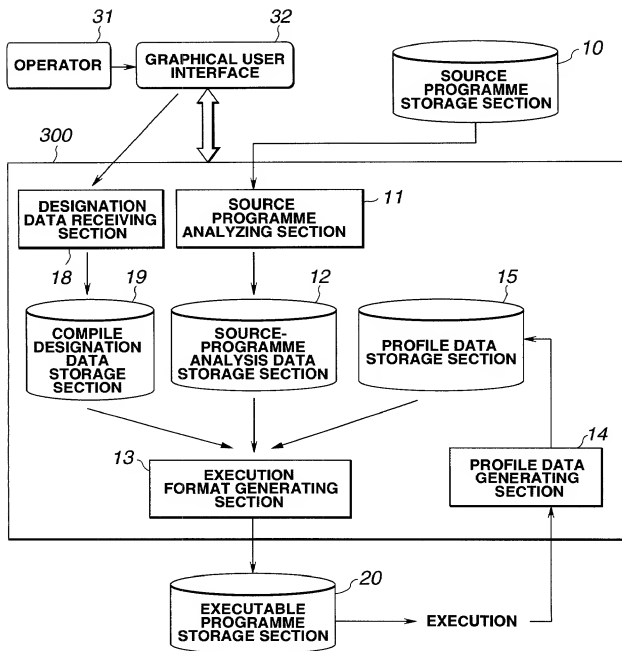 31
32
OPERATOR
GRAPHICAL USER
INTERFACE
10
SOURCE
PROGRAMME
STORAGE SECTION
300
DESIGNATION
DATA RECEIVING
SECTION
18
SOURCE
PROGRAMME
ANALYZING SECTION
11
19
COMPILE
DESIGNATION
DATA
STORAGE
SECTION
12
SOURCE-
PROGRAMME
ANALYSIS DATA
STORAGE SECTION
15
PROFILE DATA
STORAGE SECTION
13
EXECUTION
FORMAT GENERATING
SECTION
14
PROFILE DATA
GENERATING
SECTION
20
EXECUTABLE
PROGRAMME
STORAGE SECTION
EXECUTION